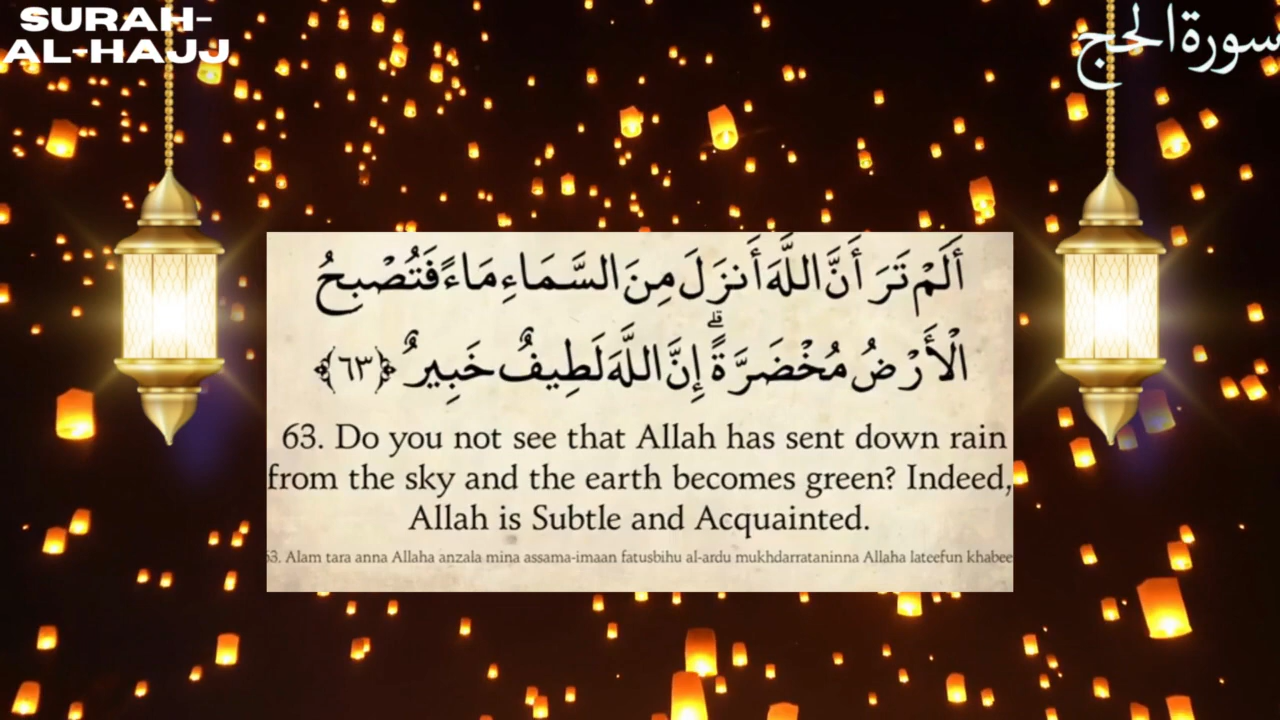 SURAH-
AL-HAJJ
سورة الحج
أَلَمْ تَرَ أَنَّ اللَّهَ أَنزَلَ مِنَ السَّمَاءِ مَاءً فَتُصْبِحُ
الْأَرْضُ مُخْضَرَّةً ۗ إِنَّ اللَّهَ لَطِيفٌ خَبِيرٌ ﴿٦٣﴾
63. Do you not see that Allah has sent down rain
from the sky and the earth becomes green? Indeed,
Allah is Subtle and Acquainted.
63. Alam tara anna Allaha anzala mina assama-imaan fatusbihu al-ardu mukhdarrataninna Allaha lateefun khabee